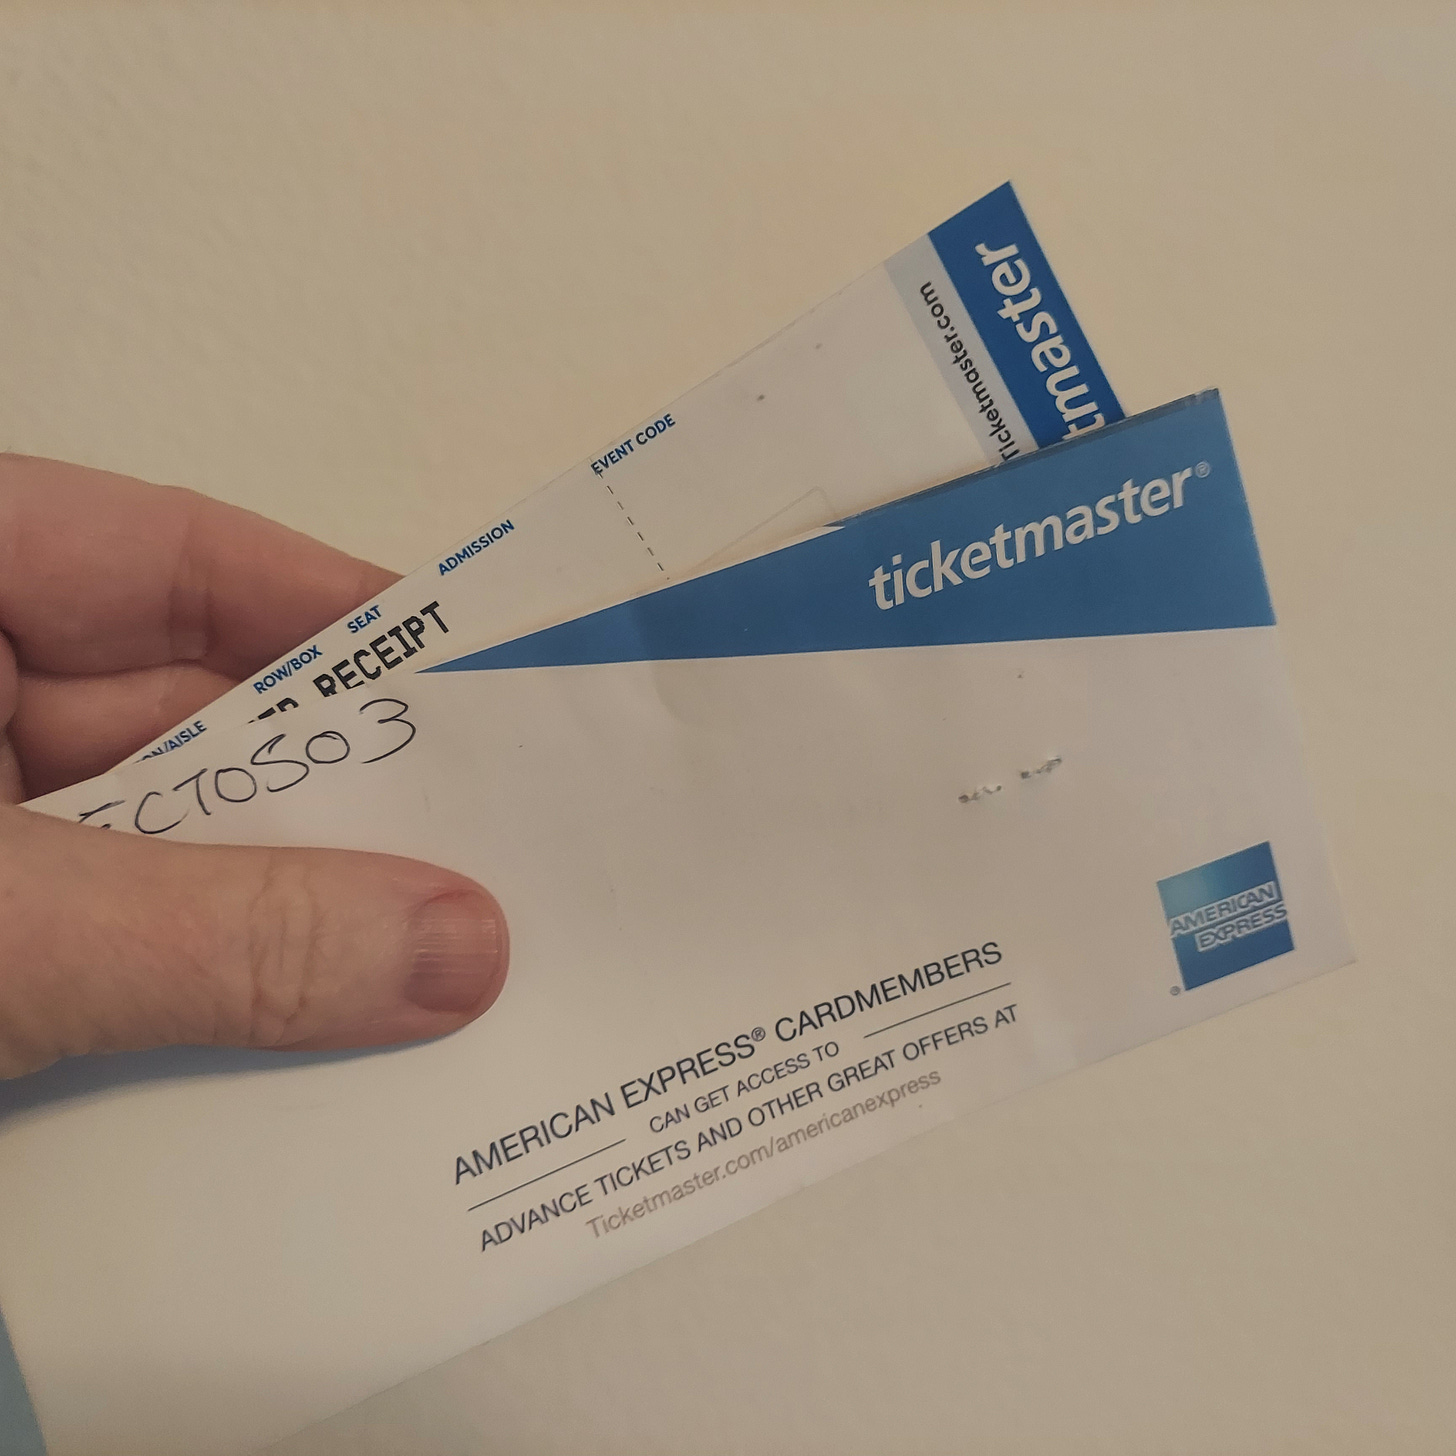 ticketmaster
Ticketmaster.com
EVENT CODE
ADMISSION
SEAT
ROW/BOX
RECEIPT
ticketmaster®
AMERICAN EXPRESS
®
AMERICAN EXPRESS® CARDMEMBERS
CAN GET ACCESS TO
ADVANCE TICKETS AND OTHER GREAT OFFERS AT
Ticketmaster.com/americanexpress